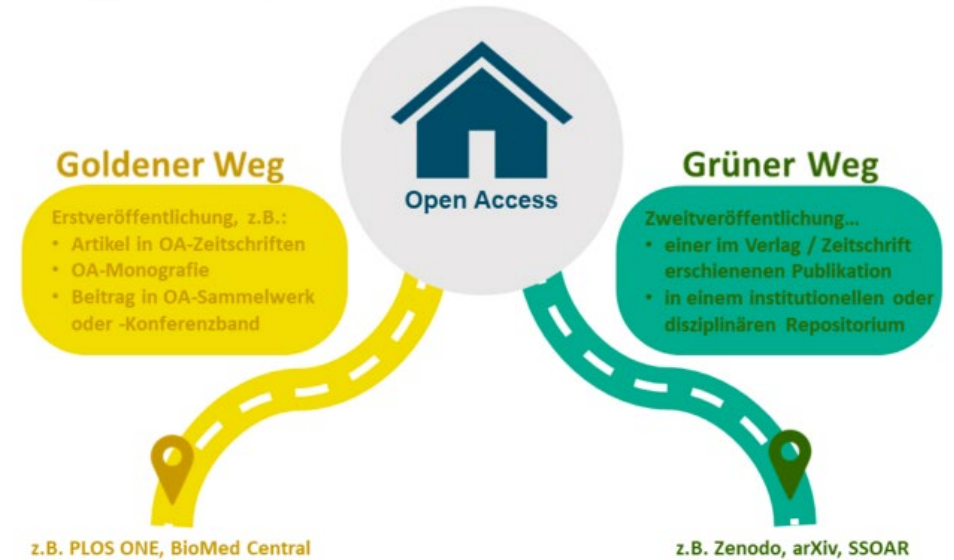 Open Access
Goldener Weg
Erstveröffentlichung, z.B.:
• Artikel in OA-Zeitschriften
• OA-Monografie
• Beitrag in OA-Sammelwerk
oder -Konferenzband
z.B. PLOS ONE, BioMed Central
Grüner Weg
Zweitveröffentlichung...
• einer im Verlag / Zeitschrift
erschienenen Publikation
• in einem institutionellen oder
disziplinären Repositorium
z.B. Zenodo, arXiv, SSOAR